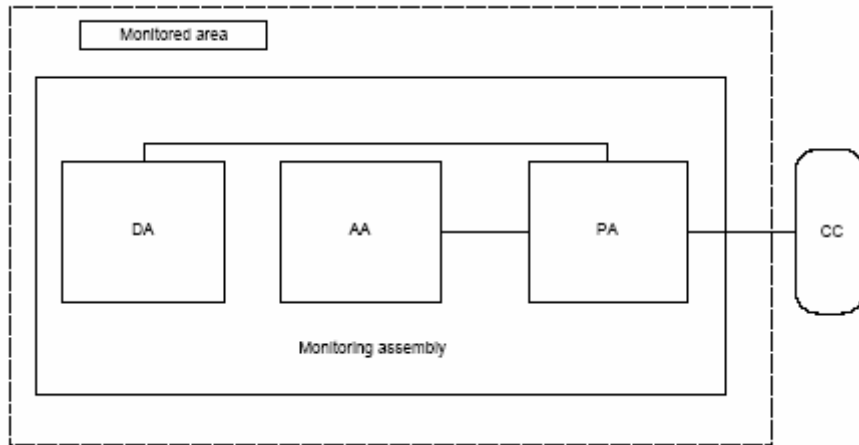 Monitored area
DA
AA
PA
CC
Monitoring assembly